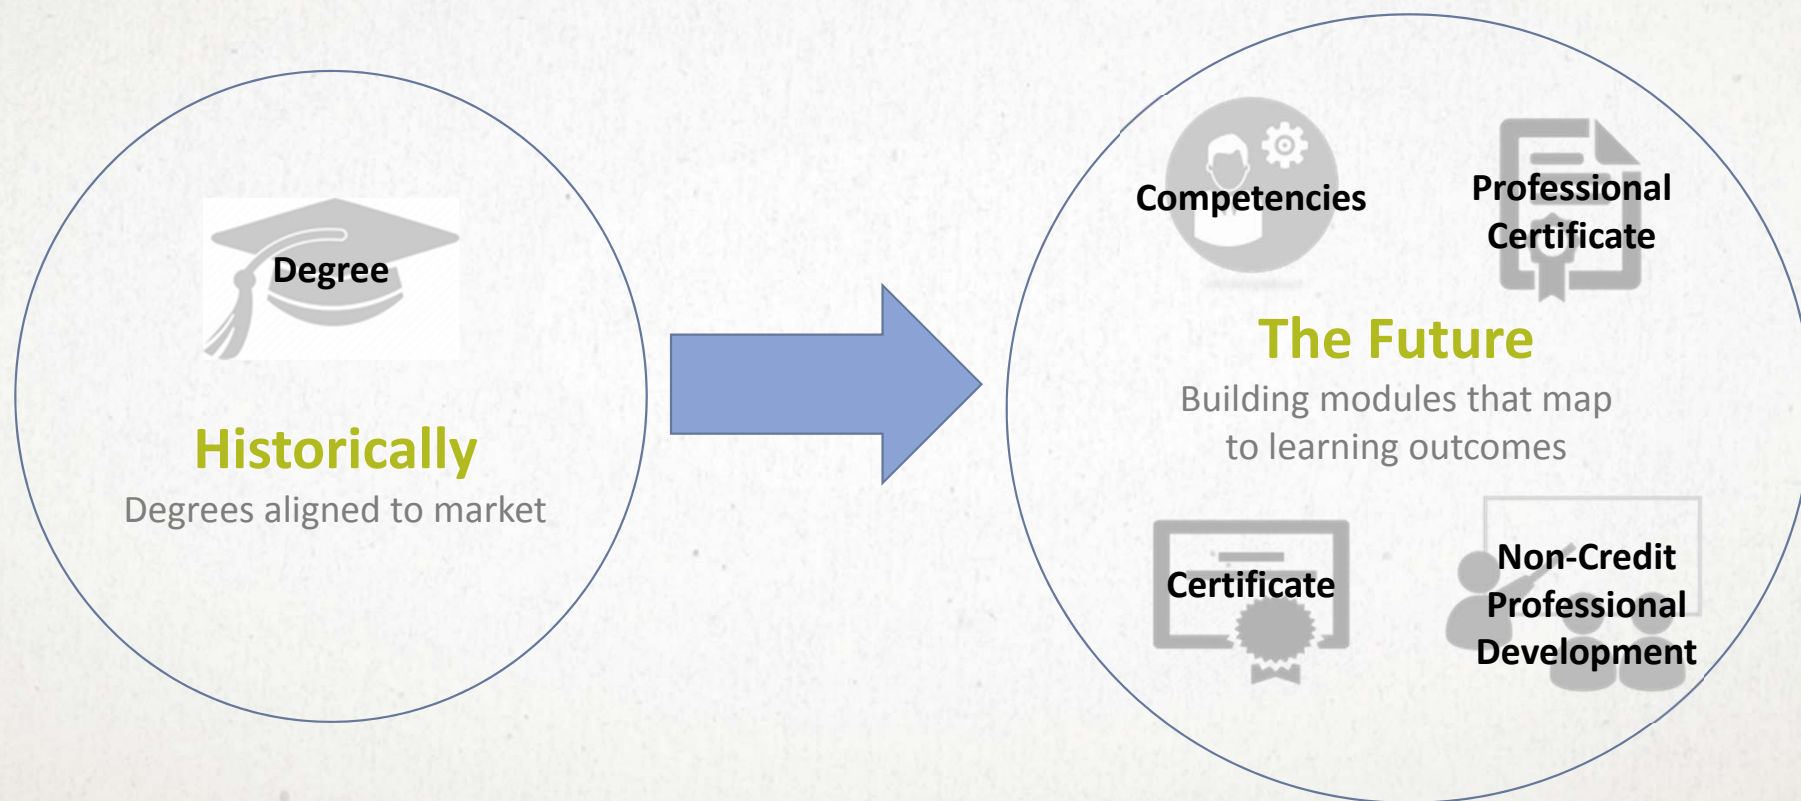 Degree
Historically
Degrees aligned to market
Competencies
Professional
Certificate
The Future
Building modules that map
to learning outcomes
Certificate
Non-Credit
Professional
Development